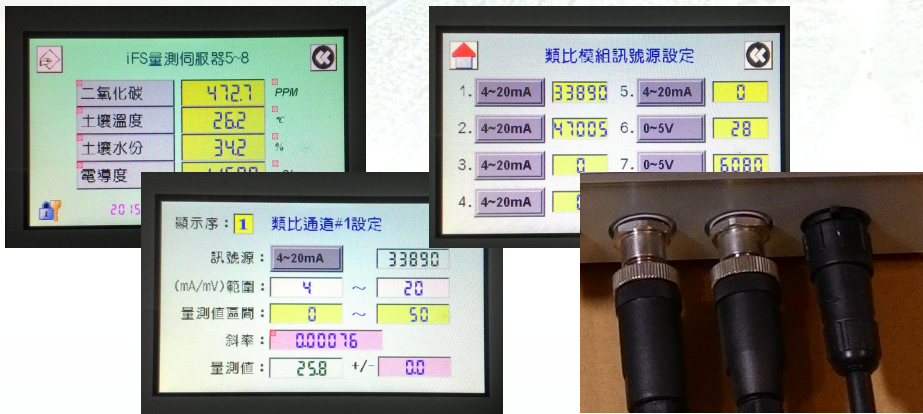 iFS量測伺服器5~8
二氧化碳 472.7 PPM
土壤溫度 26.2 ℃
土壤水份 34.2 %
電導度
2015
類比模組訊號源設定
1. 4~20mA 33890 5. 4~20mA 0
2. 4~20mA 47005 6. 0~5V 28
3. 4~20mA 0 7. 0~5V 6080
4. 4~20mA
顯示序：1 類比通道#1設定
訊號源：4~20mA 33890
(mA/mV)範圍：4 ～ 20
量測值區間：0 ～ 50
斜率：0.00076
量測值：25.8 +/- 0.0